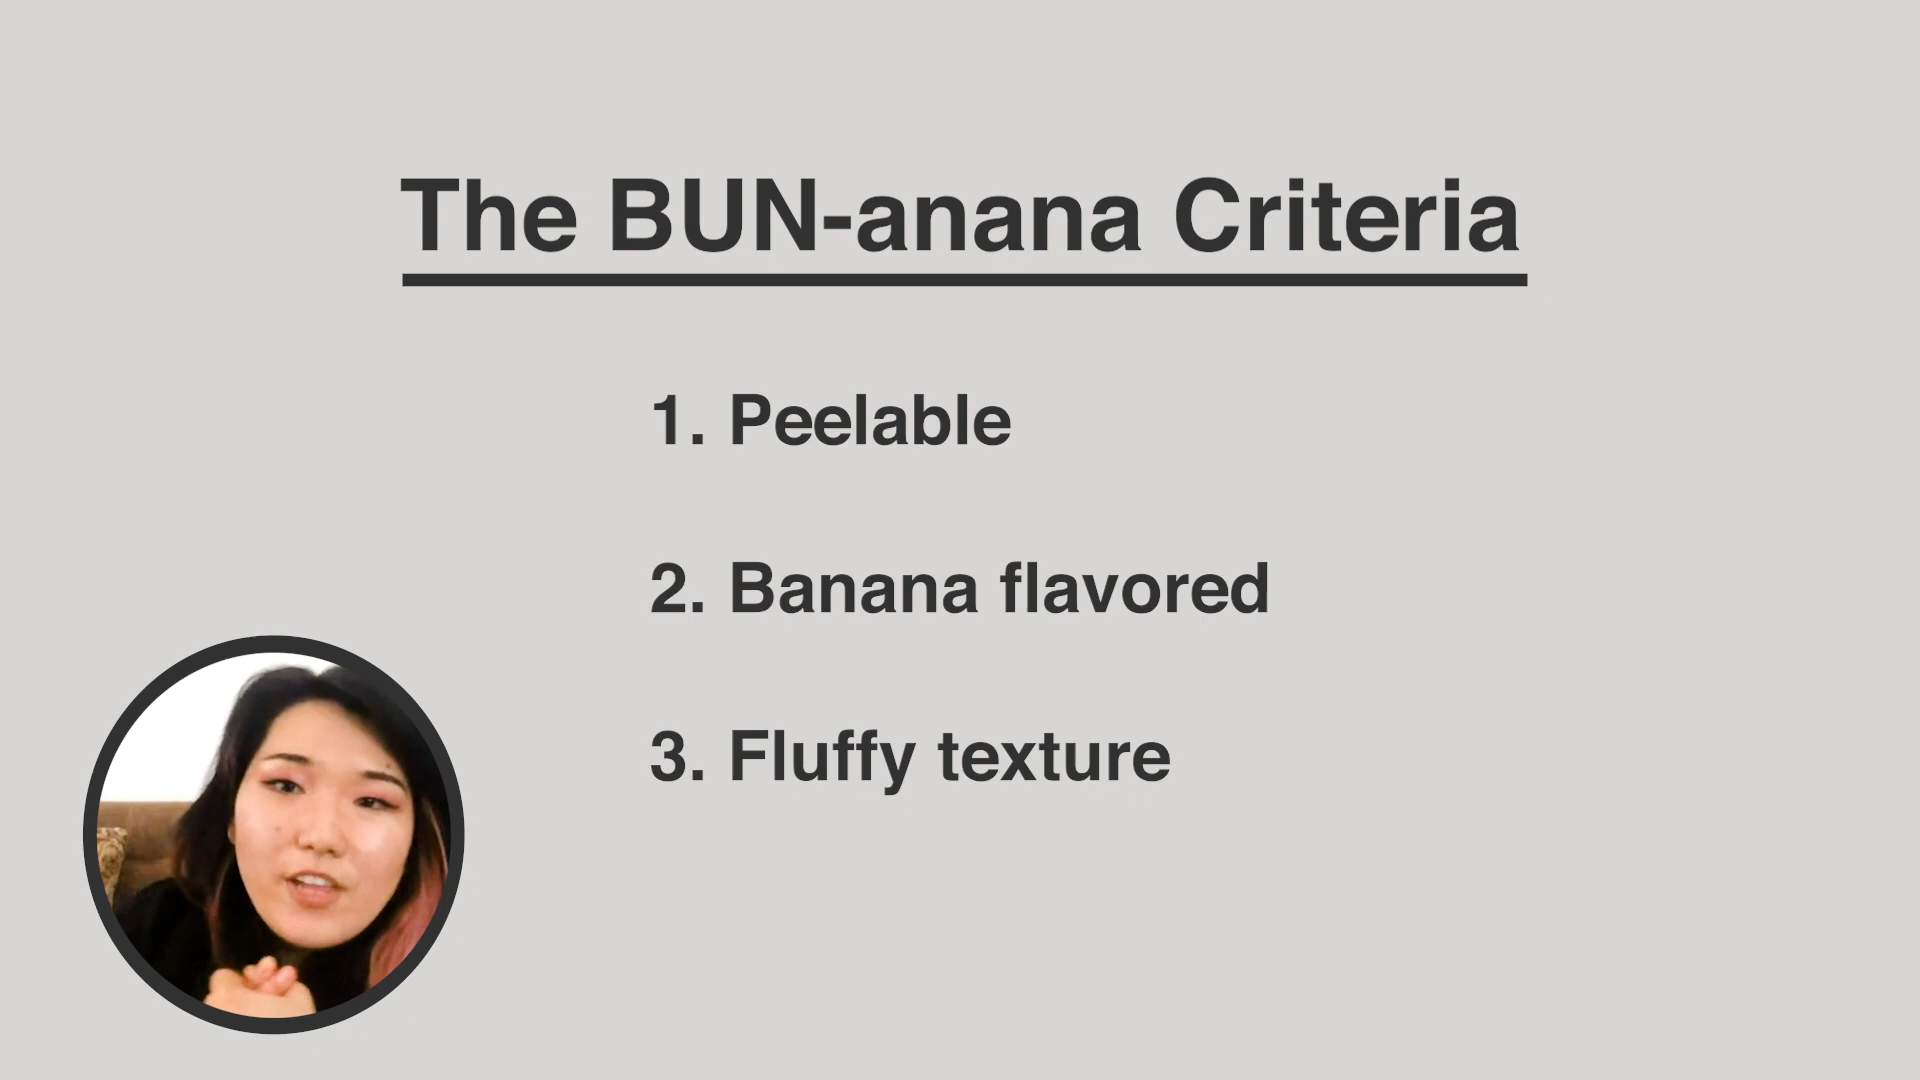 The BUN-anana Criteria
1. Peelable
2. Banana flavored
3. Fluffy texture